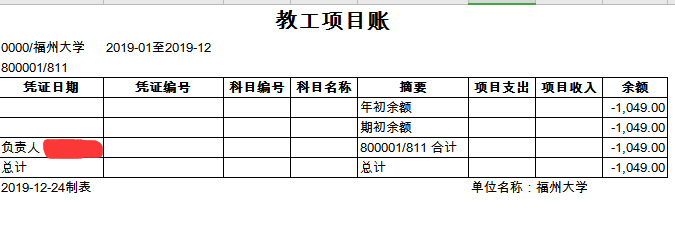 教工项目账
0000/福州大学 2019-01至2019-12
800001/811
凭证日期 凭证编号 科目编号 科目名称 摘要 项目支出 项目收入 余额
年初余额 -1,049.00
期初余额 -1,049.00
负责人 800001/811 合计 -1,049.00
总计 总计 -1,049.00
2019-12-24制表 单位名称：福州大学